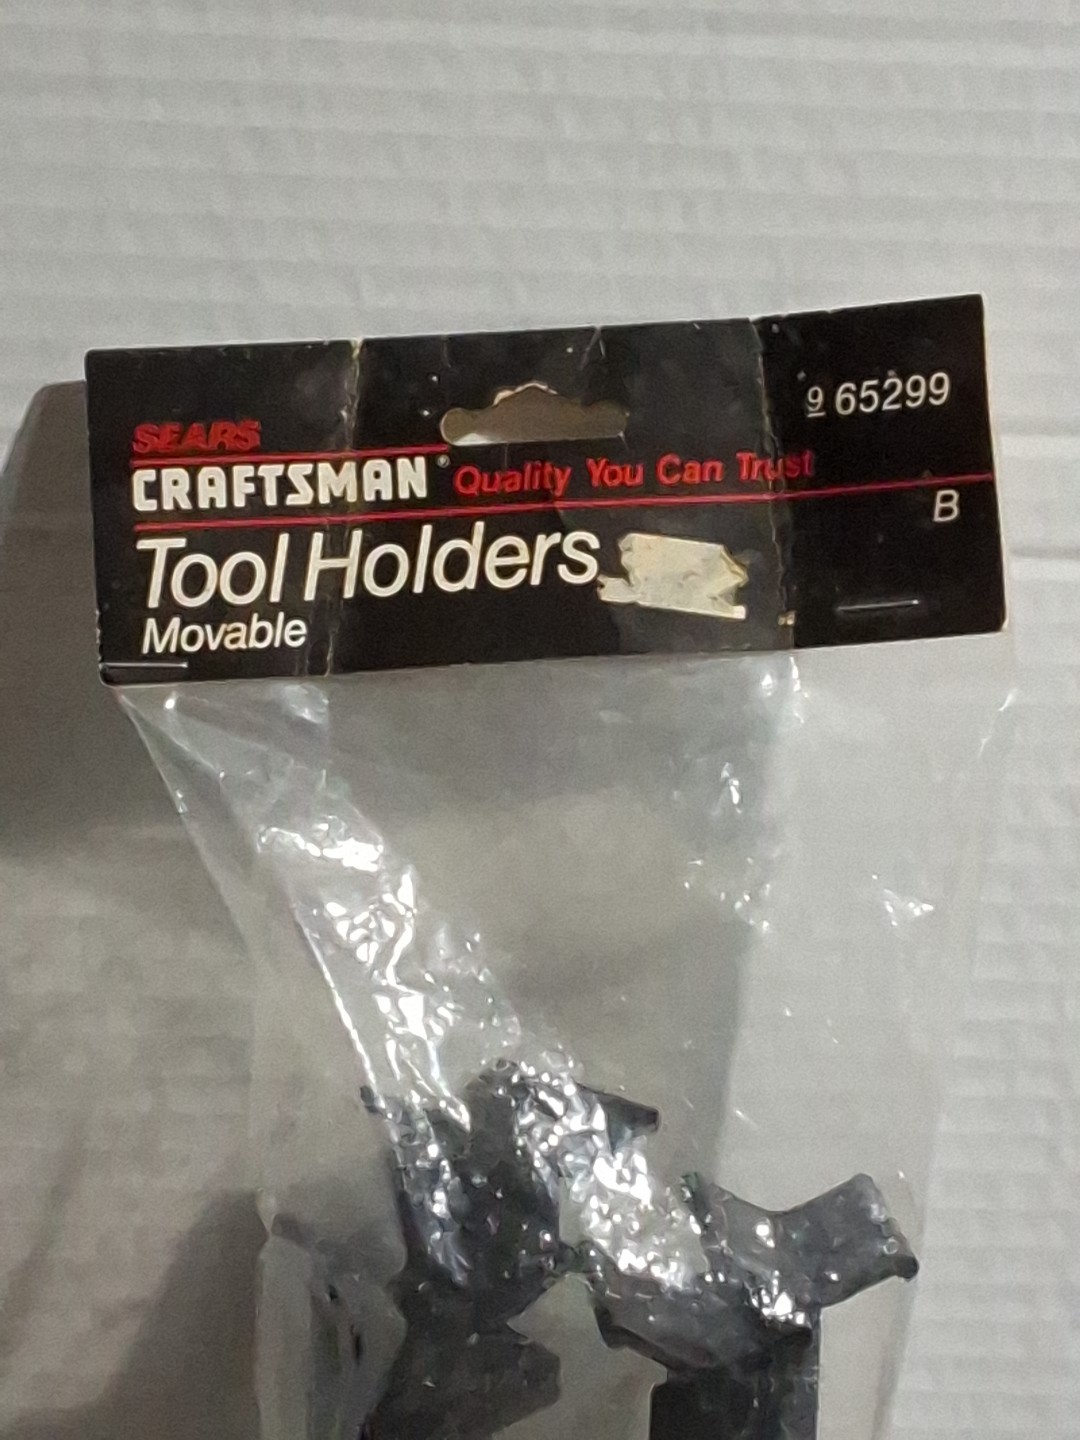 9 65299
SEARS
CRAFTSMAN® Quality You Can Trust
B
Tool Holders
Movable